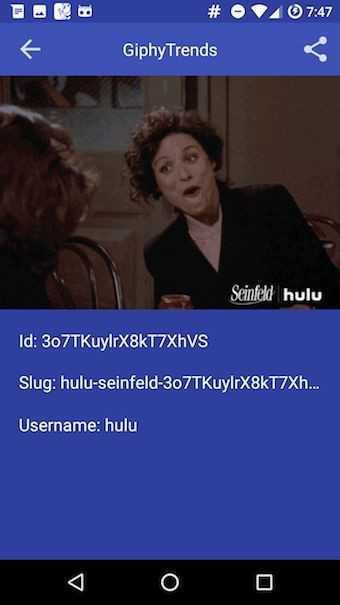 # 7:47
GiphyTrends
Seinfeld hulu
Id: 3o7TKuylrX8kT7XhVS
Slug: hulu-seinfeld-3o7TKuylrX8kT7Xh...
Username: hulu